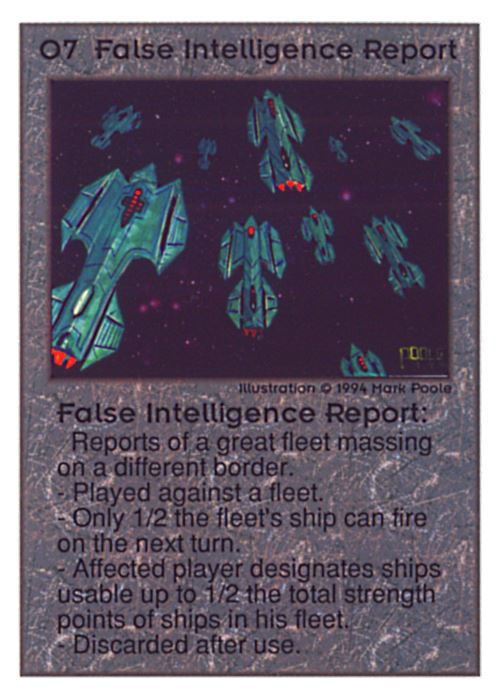 07 False Intelligence Report
POOLE
Illustration © 1994 Mark Poole
False Intelligence Report:
Reports of a great fleet massing
on a different border.
- Played against a fleet.
- Only 1/2 the fleet's ship can fire
on the next turn.
- Affected player designates ships
usable up to 1/2 the total strength
points of ships in his fleet.
- Discarded after use.